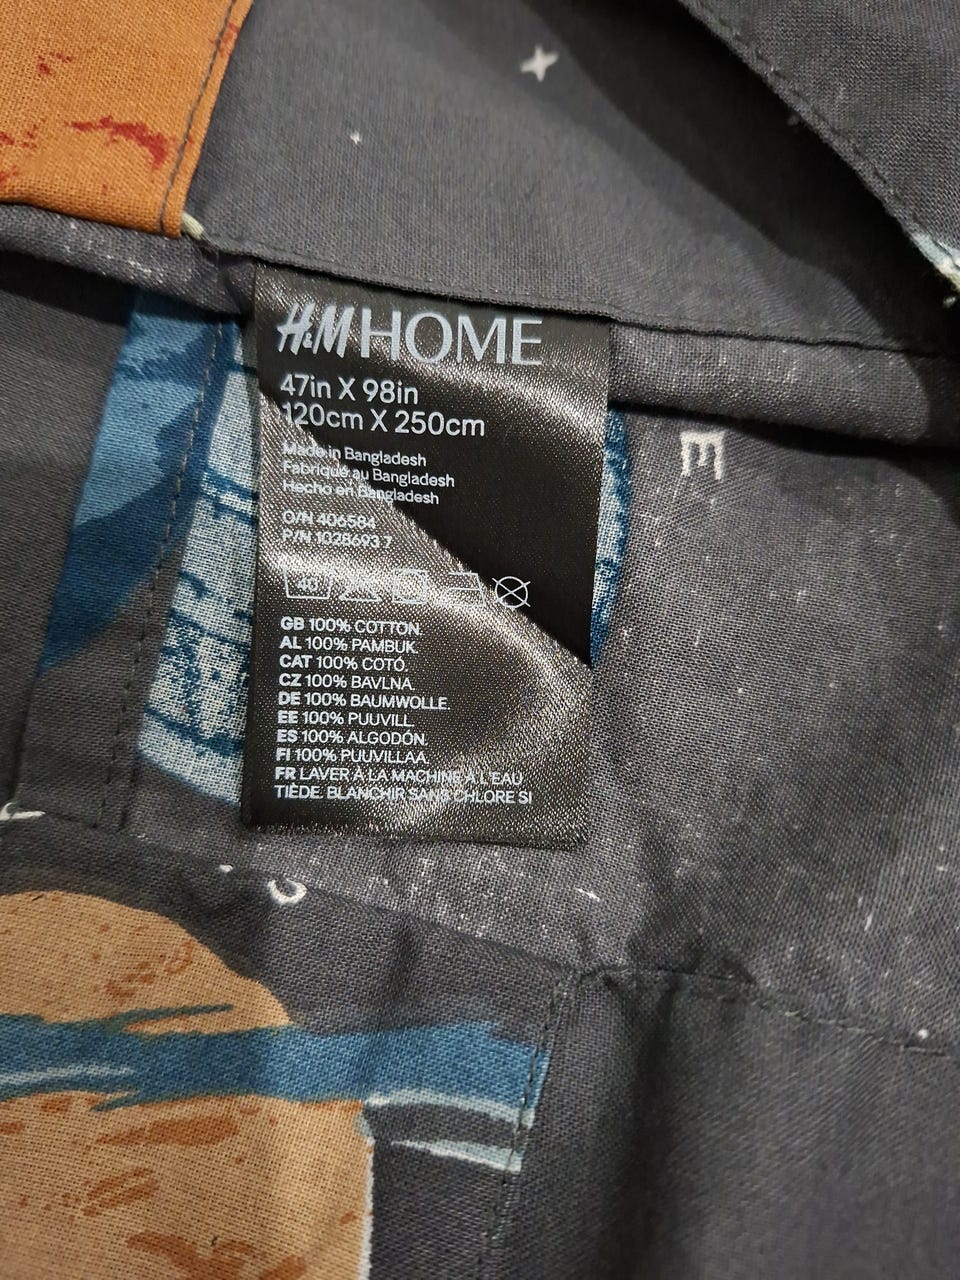 H&M HOME
47in X 98in
120cm X 250cm
Made in Bangladesh
Fabriqué au Bangladesh
Hecho en Bangladesh
O/N 406584
P/N 1028693 7
40
GB 100% COTTON.
AL 100% PAMBUK.
CAT 100% COTÓ.
CZ 100% BAVLNA.
DE 100% BAUMWOLLE.
EE 100% PUUVILL.
ES 100% ALGODÓN.
FI 100% PUUVILLAA.
FR LAVER À LA MACHINE À L'EAU
TIÈDE. BLANCHIR SANS CHLORE SI
E